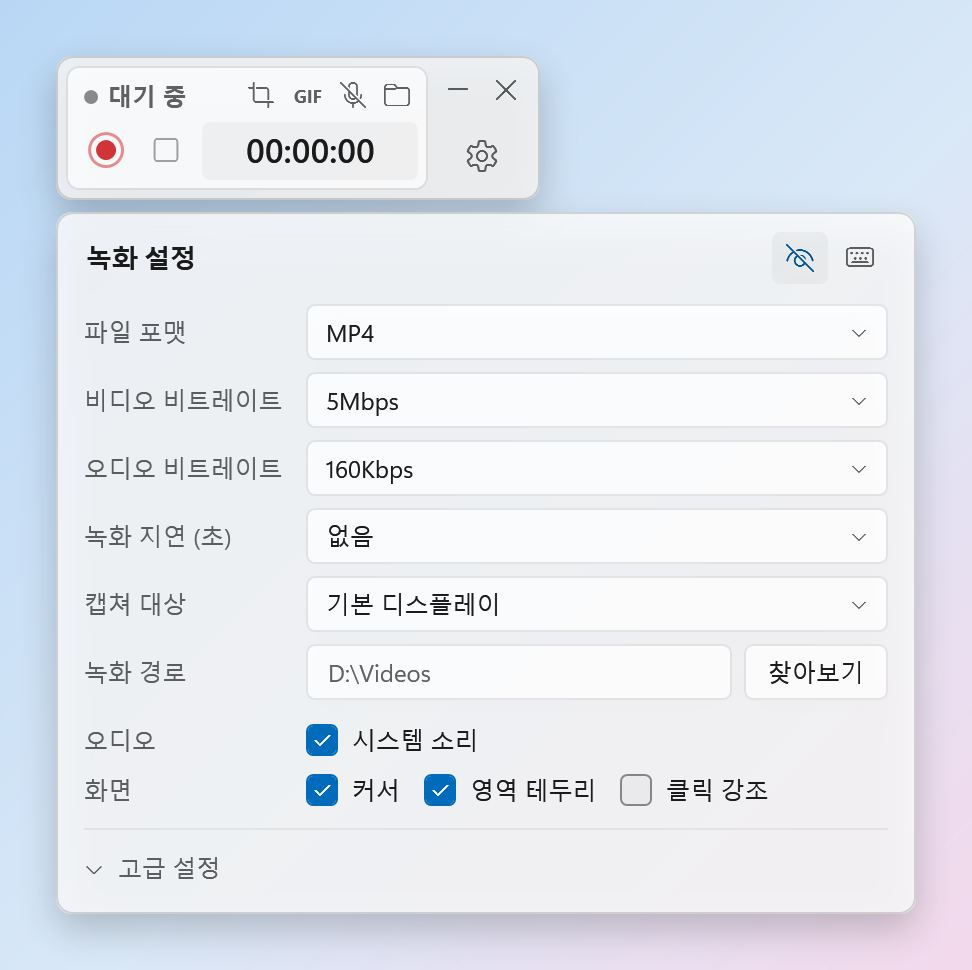 대기 중 GIF
00:00:00
녹화 설정
파일 포맷 MP4
비디오 비트레이트 5Mbps
오디오 비트레이트 160Kbps
녹화 지연 (초) 없음
캡쳐 대상 기본 디스플레이
녹화 경로 D:\Videos 찾아보기
오디오 시스템 소리
화면 커서 영역 테두리 클릭 강조
고급 설정